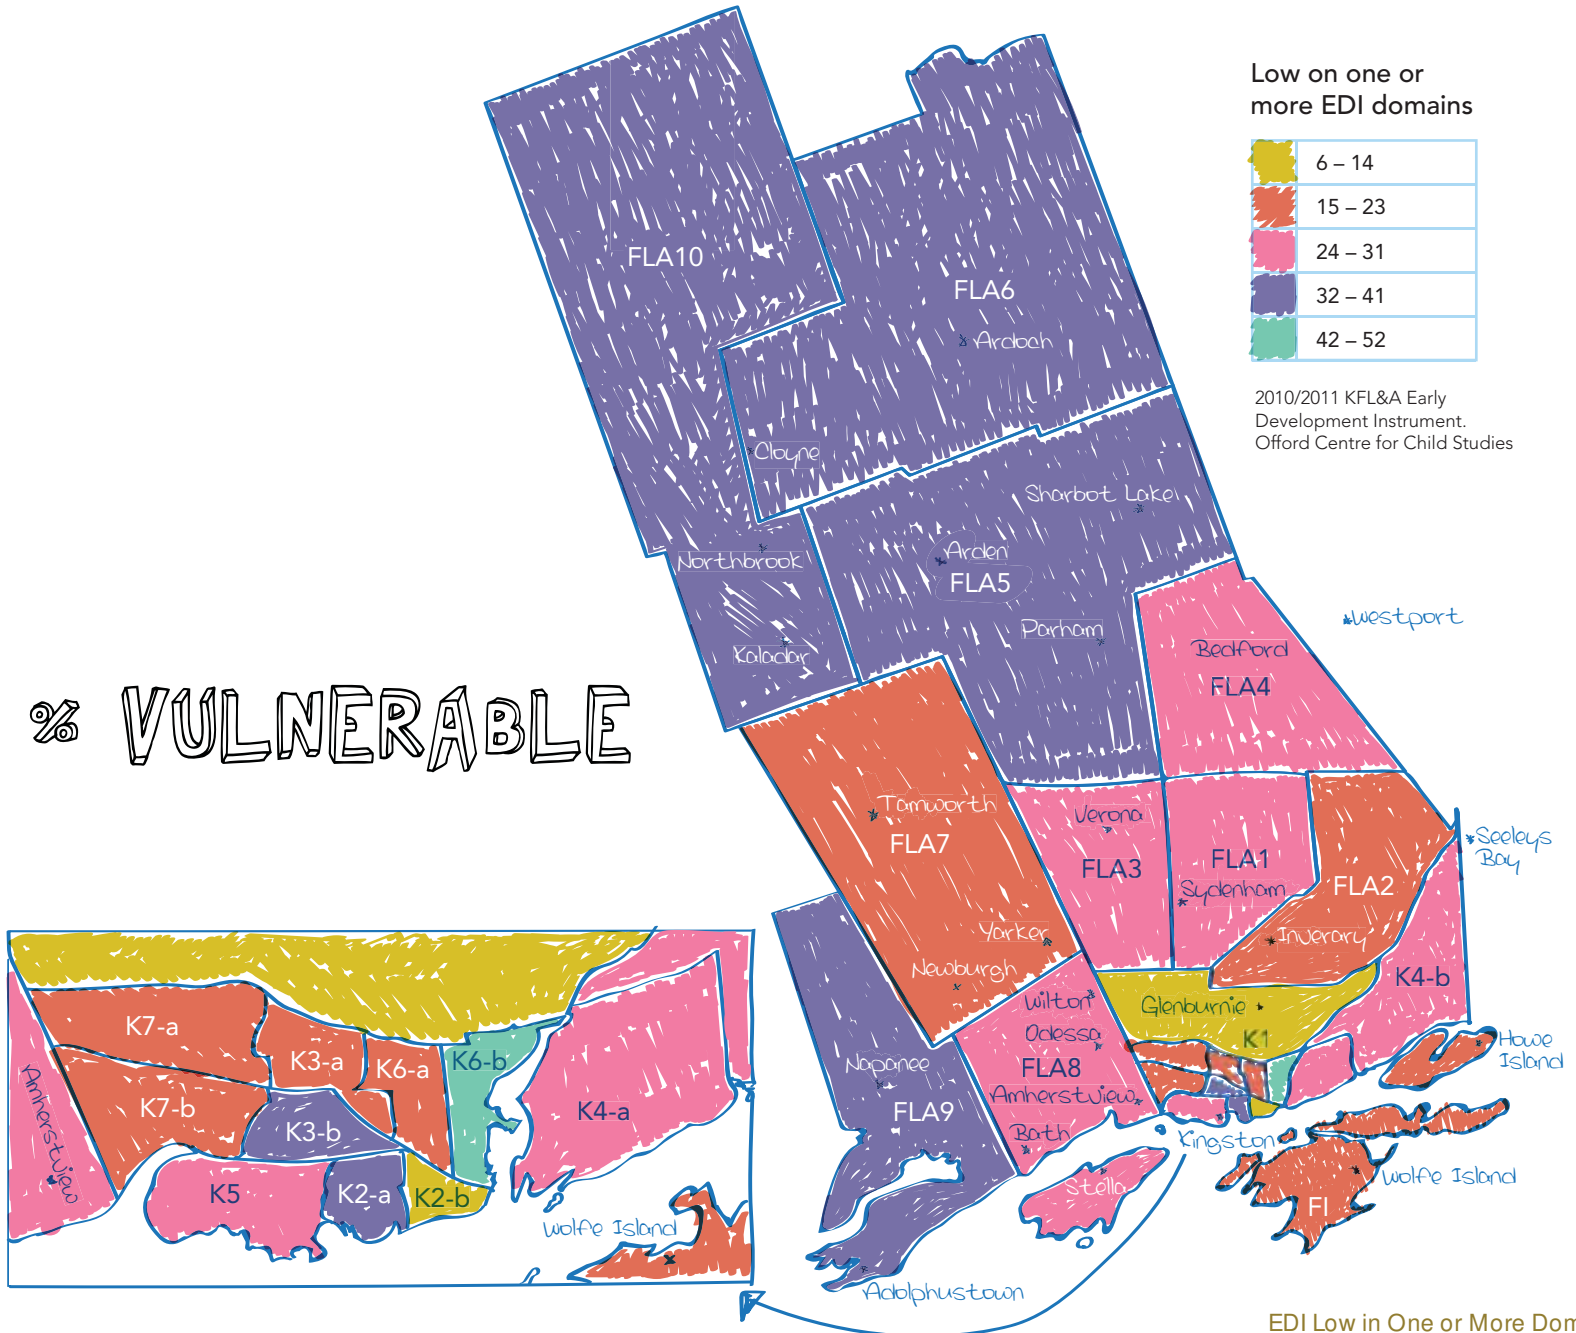 Low on one or
more EDI domains
6 – 14
15 – 23
24 – 31
32 – 41
42 – 52
2010/2011 KFL&A Early
Development Instrument.
Offord Centre for Child Studies
FLA10
FLA6
Ardoch
Cloyne
Sharbot Lake
Northbrook
Arden
FLA5
Parham
Kaladar
Westport
Bedford
FLA4
% VULNERABLE
Tamworth
FLA7
Verona
FLA3
FLA1
Sydenham
FLA2
Seeleys
Bay
Yarker
Inverary
Newburgh
Wilton
Glenburnie
K4-b
Odessa
K1
Howe
Island
Napanee
FLA8
Amherstview
FLA9
Bath
Kingston
Stella
Wolfe Island
FI
Adolphustown
K7-a
K3-a
K6-a
K6-b
Amherstview
K7-b
K3-b
K4-a
K5
K2-a
K2-b
Wolfe Island
EDI Low in One or More Dom